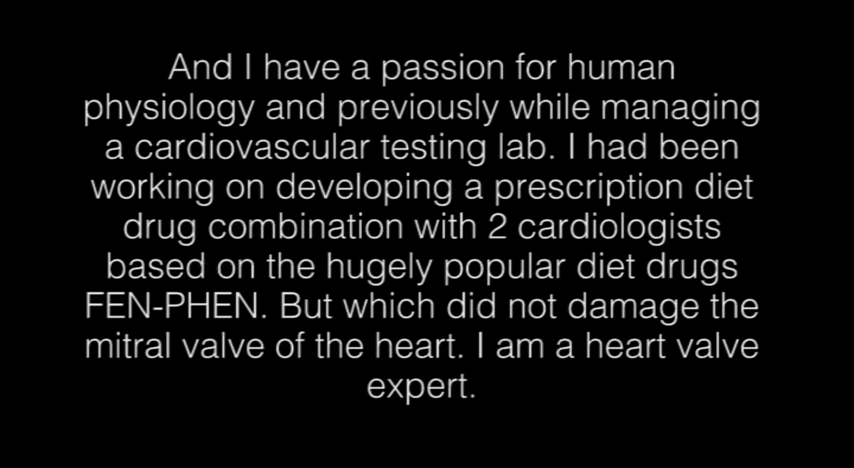 And I have a passion for human
physiology and previously while managing
a cardiovascular testing lab. I had been
working on developing a prescription diet
drug combination with 2 cardiologists
based on the hugely popular diet drugs
FEN-PHEN. But which did not damage the
mitral valve of the heart. I am a heart valve
expert.